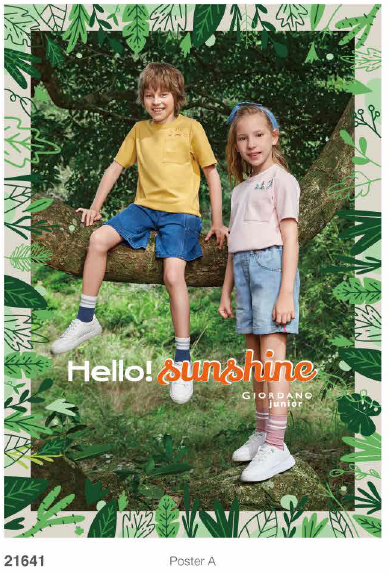 Hello! sunshine
GIORDANO
junior
21641 Poster A